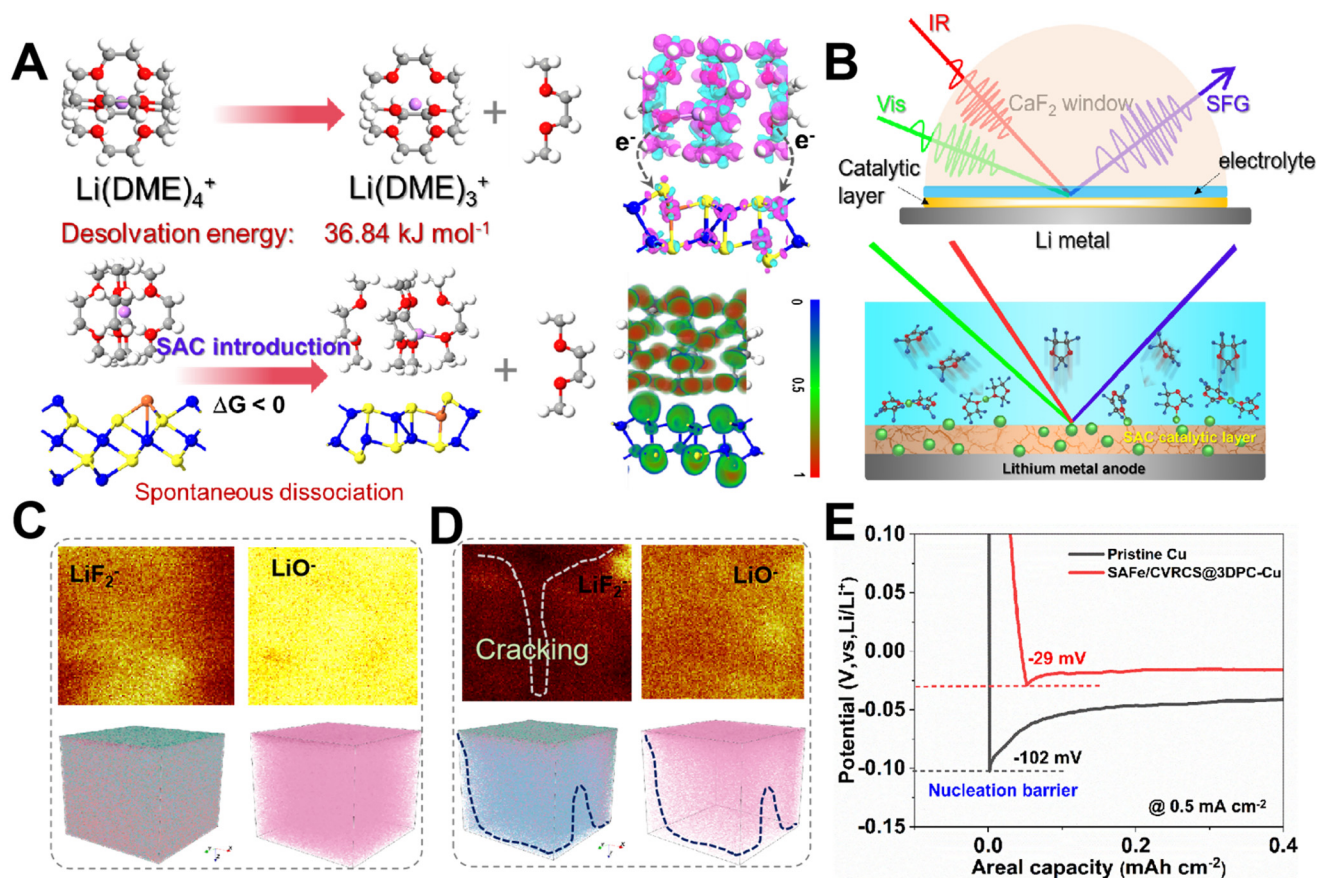 A
Li(DME)₄⁺
+
Li(DME)₃⁺
Desolvation energy: 36.84 kJ mol⁻¹
SAC introduction
ΔG < 0
+
Spontaneous dissociation
e⁻
e⁻
0
0.5
1
B
IR
Vis
CaF₂ window
SFG
Catalytic
layer
electrolyte
Li metal
SAC catalytic layer
Lithium metal anode
C
LiF₂⁻
LiO⁻
D
LiF₂⁻
Cracking
LiO⁻
E
Pristine Cu
SAFe/CVRCS@3DPC-Cu
-29 mV
-102 mV
Nucleation barrier
@ 0.5 mA cm⁻²
Potential (V,vs,Li/Li⁺)
0.10
0.05
0.00
-0.05
-0.10
-0.15
0.0 0.2 0.4
Areal capacity (mAh cm⁻²)